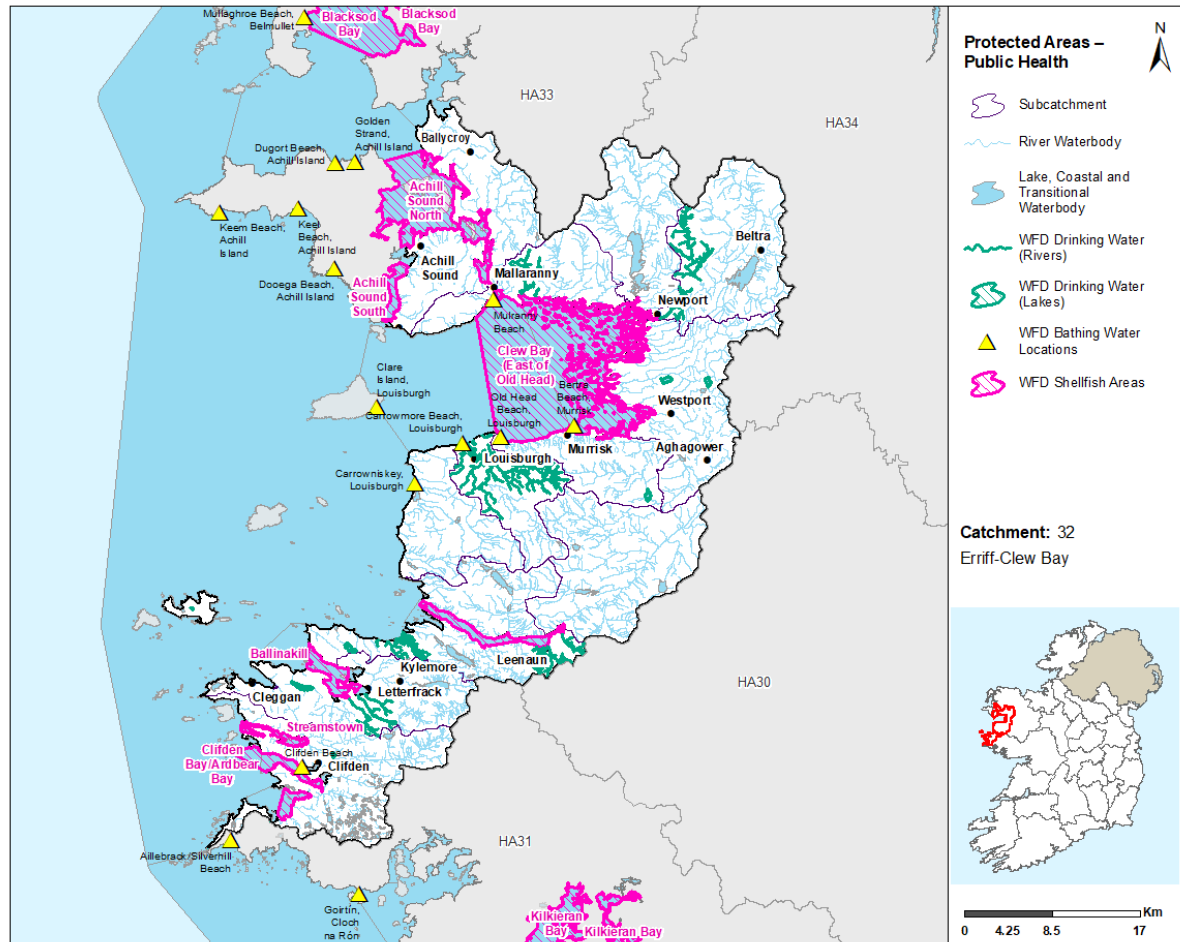 Mullaghroe Beach,
Belmullet
Blacksod
Bay
Blacksod
Bay
HA33
HA34
Golden
Strand,
Achill Island
Ballycroy
Dugort Beach,
Achill Island
Achill
Sound
North
Keem Beach,
Achill
Island
Keel
Beach,
Achill Island
Achill
Sound
Beltra
Dooega Beach,
Achill Island
Achill
Sound
South
Mallaranny
Mulranny
Beach
Newport
Clew Bay
(East of
Old Head)
Clare
Island,
Louisburgh
Old Head
Beach,
Louisburgh
Bertra
Beach,
Murrisk
Westport
Carrowmore Beach,
Louisburgh
Murrisk
Aghagower
Louisburgh
Carrowniskey,
Louisburgh
Ballinakill
Kylemore
Leenaun
Letterfrack
Cleggan
HA30
Streamstown
Clifden
Bay/Ardbear
Bay
Clifden Beach
Clifden
Aillebrack/Silverhill
Beach
HA31
Goirtín,
Cloch
na Rón
Kilkieran
Bay
Kilkieran
Bay
Protected Areas –
Public Health
N
Subcatchment
River Waterbody
Lake, Coastal and
Transitional
Waterbody
WFD Drinking Water
(Rivers)
WFD Drinking Water
(Lakes)
WFD Bathing Water
Locations
WFD Shellfish Areas
Catchment: 32
Erriff-Clew Bay
Km
0 4.25 8.5 17